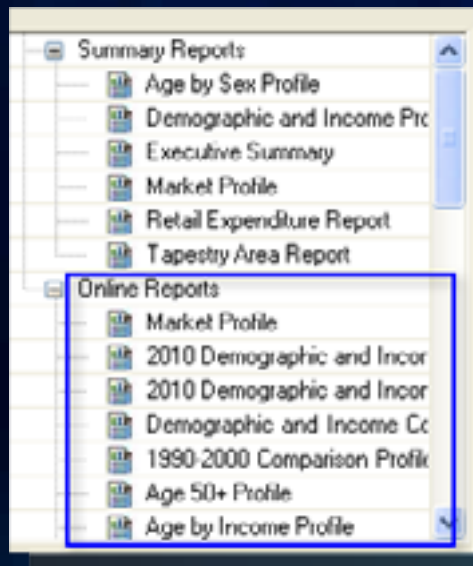 Summary Reports
Age by Sex Profile
Demographic and Income Pro
Executive Summary
Market Profile
Retail Expenditure Report
Tapestry Area Report
Online Reports
Market Profile
2010 Demographic and Incor
2010 Demographic and Incor
Demographic and Income Co
1990-2000 Comparison Profile
Age 50+ Profile
Age by Income Profile